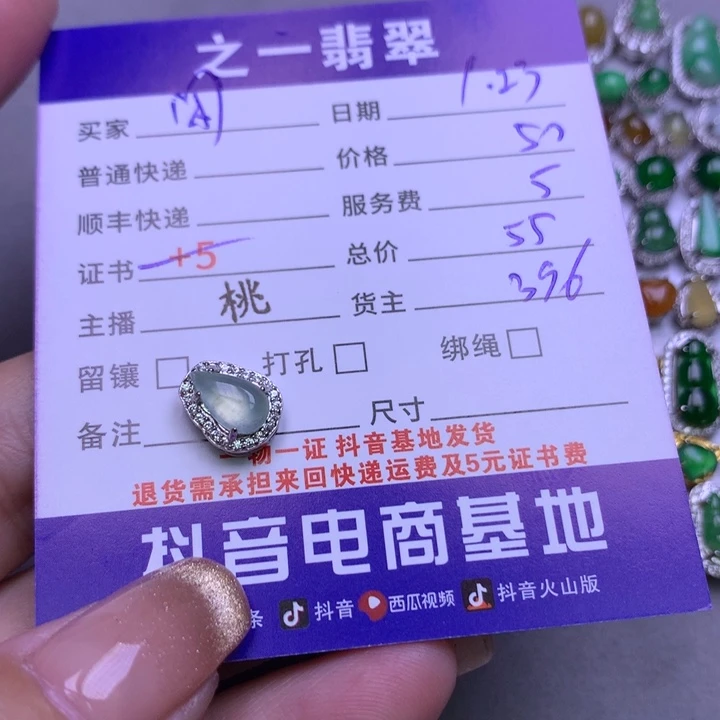 之一翡翠
买家 日期 1.23
普通快递 价格 50
顺丰快递 服务费 5
证书 +5 总价 55
主播 桃 货主 396
留镶 打孔 绑绳
备注 尺寸
一物一证 抖音基地发货
退货需承担来回快递运费及5元证书费
抖音电商基地
条 抖音 西瓜视频 抖音火山版